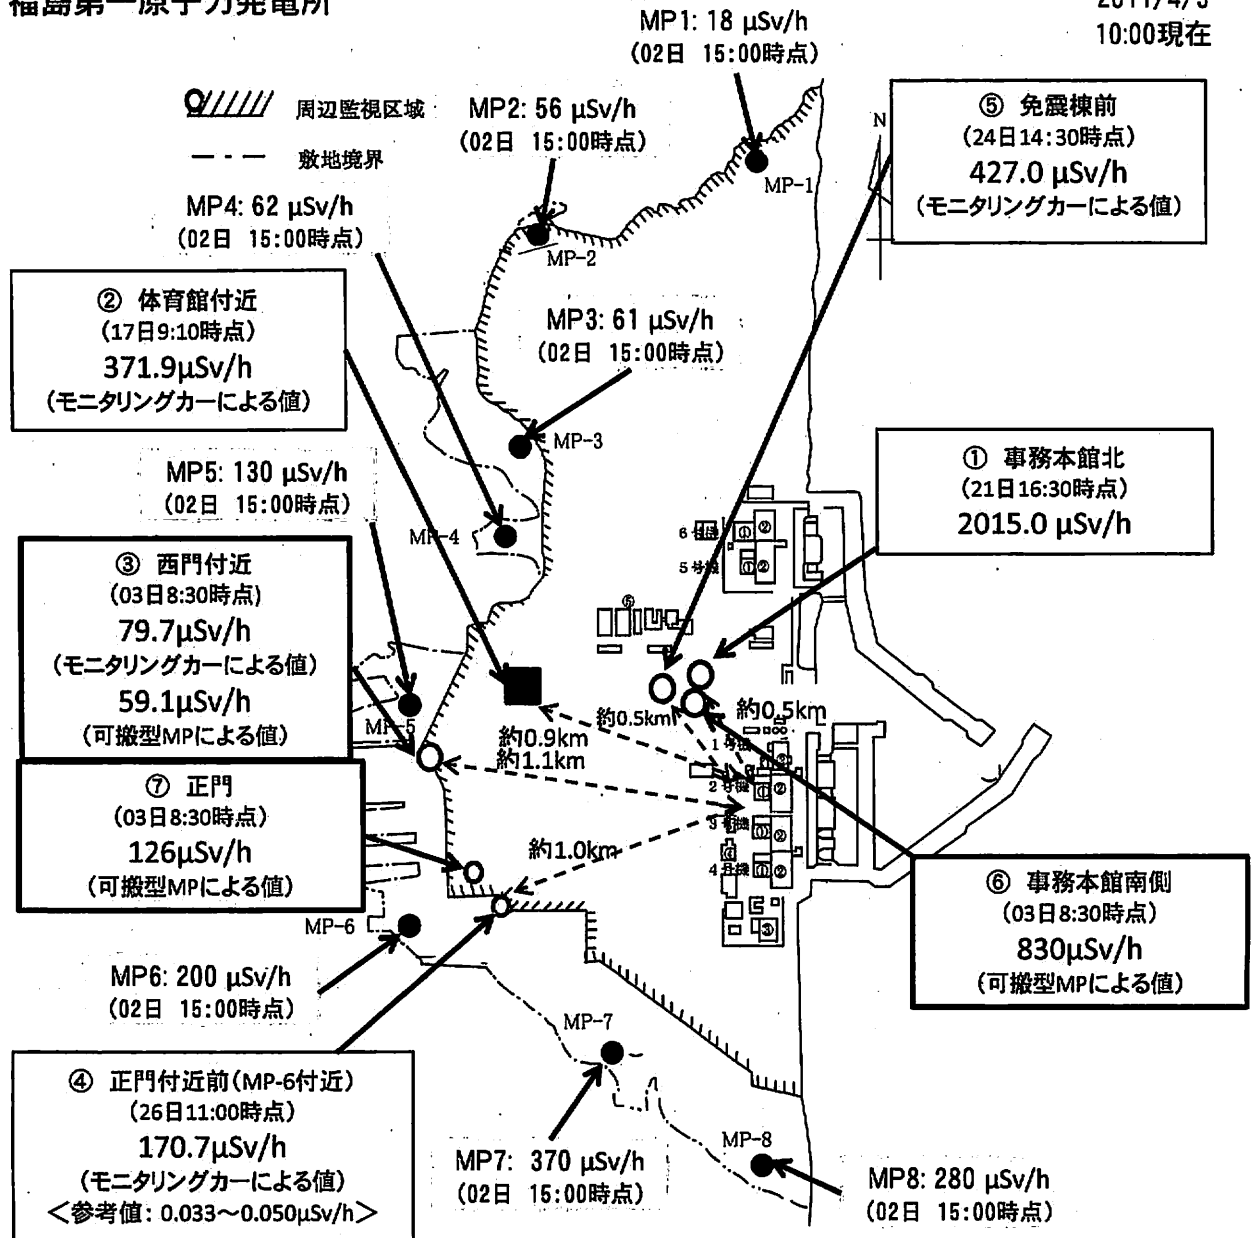 福島第一原子力発電所
2011/4/3
10:00現在
MP1: 18 μSv/h
(02日 15:00時点)
周辺監視区域
敷地境界
MP2: 56 μSv/h
(02日 15:00時点)
⑤ 免震棟前
(24日14:30時点)
427.0 μSv/h
(モニタリングカーによる値)
N
MP-1
MP4: 62 μSv/h
(02日 15:00時点)
MP-2
② 体育館付近
(17日9:10時点)
371.9μSv/h
(モニタリングカーによる値)
MP3: 61 μSv/h
(02日 15:00時点)
MP-3
MP5: 130 μSv/h
(02日 15:00時点)
① 事務本館北
(21日16:30時点)
2015.0 μSv/h
MP-4
6号機
① ②
5号機
① ②
③ 西門付近
(03日8:30時点)
79.7μSv/h
(モニタリングカーによる値)
59.1μSv/h
(可搬型MPによる値)
MP-5
約0.5km
約0.5km
約0.9km
約1.1km
1号機
2号機
① ②
3号機
① ②
4号機
① ②
③
⑦ 正門
(03日8:30時点)
126μSv/h
(可搬型MPによる値)
約1.0km
⑥ 事務本館南側
(03日8:30時点)
830μSv/h
(可搬型MPによる値)
MP-6
MP6: 200 μSv/h
(02日 15:00時点)
MP-7
④ 正門付近前(MP-6付近)
(26日11:00時点)
170.7μSv/h
(モニタリングカーによる値)
<参考値: 0.033～0.050μSv/h>
MP7: 370 μSv/h
(02日 15:00時点)
MP-8
MP8: 280 μSv/h
(02日 15:00時点)